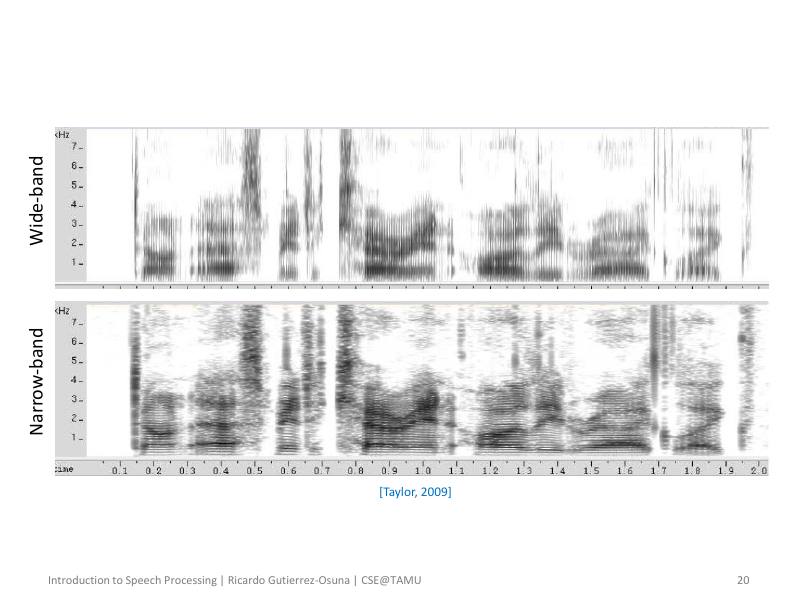 Wide-band
kHz
7
6
5
4
3
2
1
Narrow-band
kHz
7
6
5
4
3
2
1
time 0.1 0.2 0.3 0.4 0.5 0.6 0.7 0.8 0.9 1.0 1.1 1.2 1.3 1.4 1.5 1.6 1.7 1.8 1.9 2.0
[Taylor, 2009]
Introduction to Speech Processing | Ricardo Gutierrez-Osuna | CSE@TAMU 20